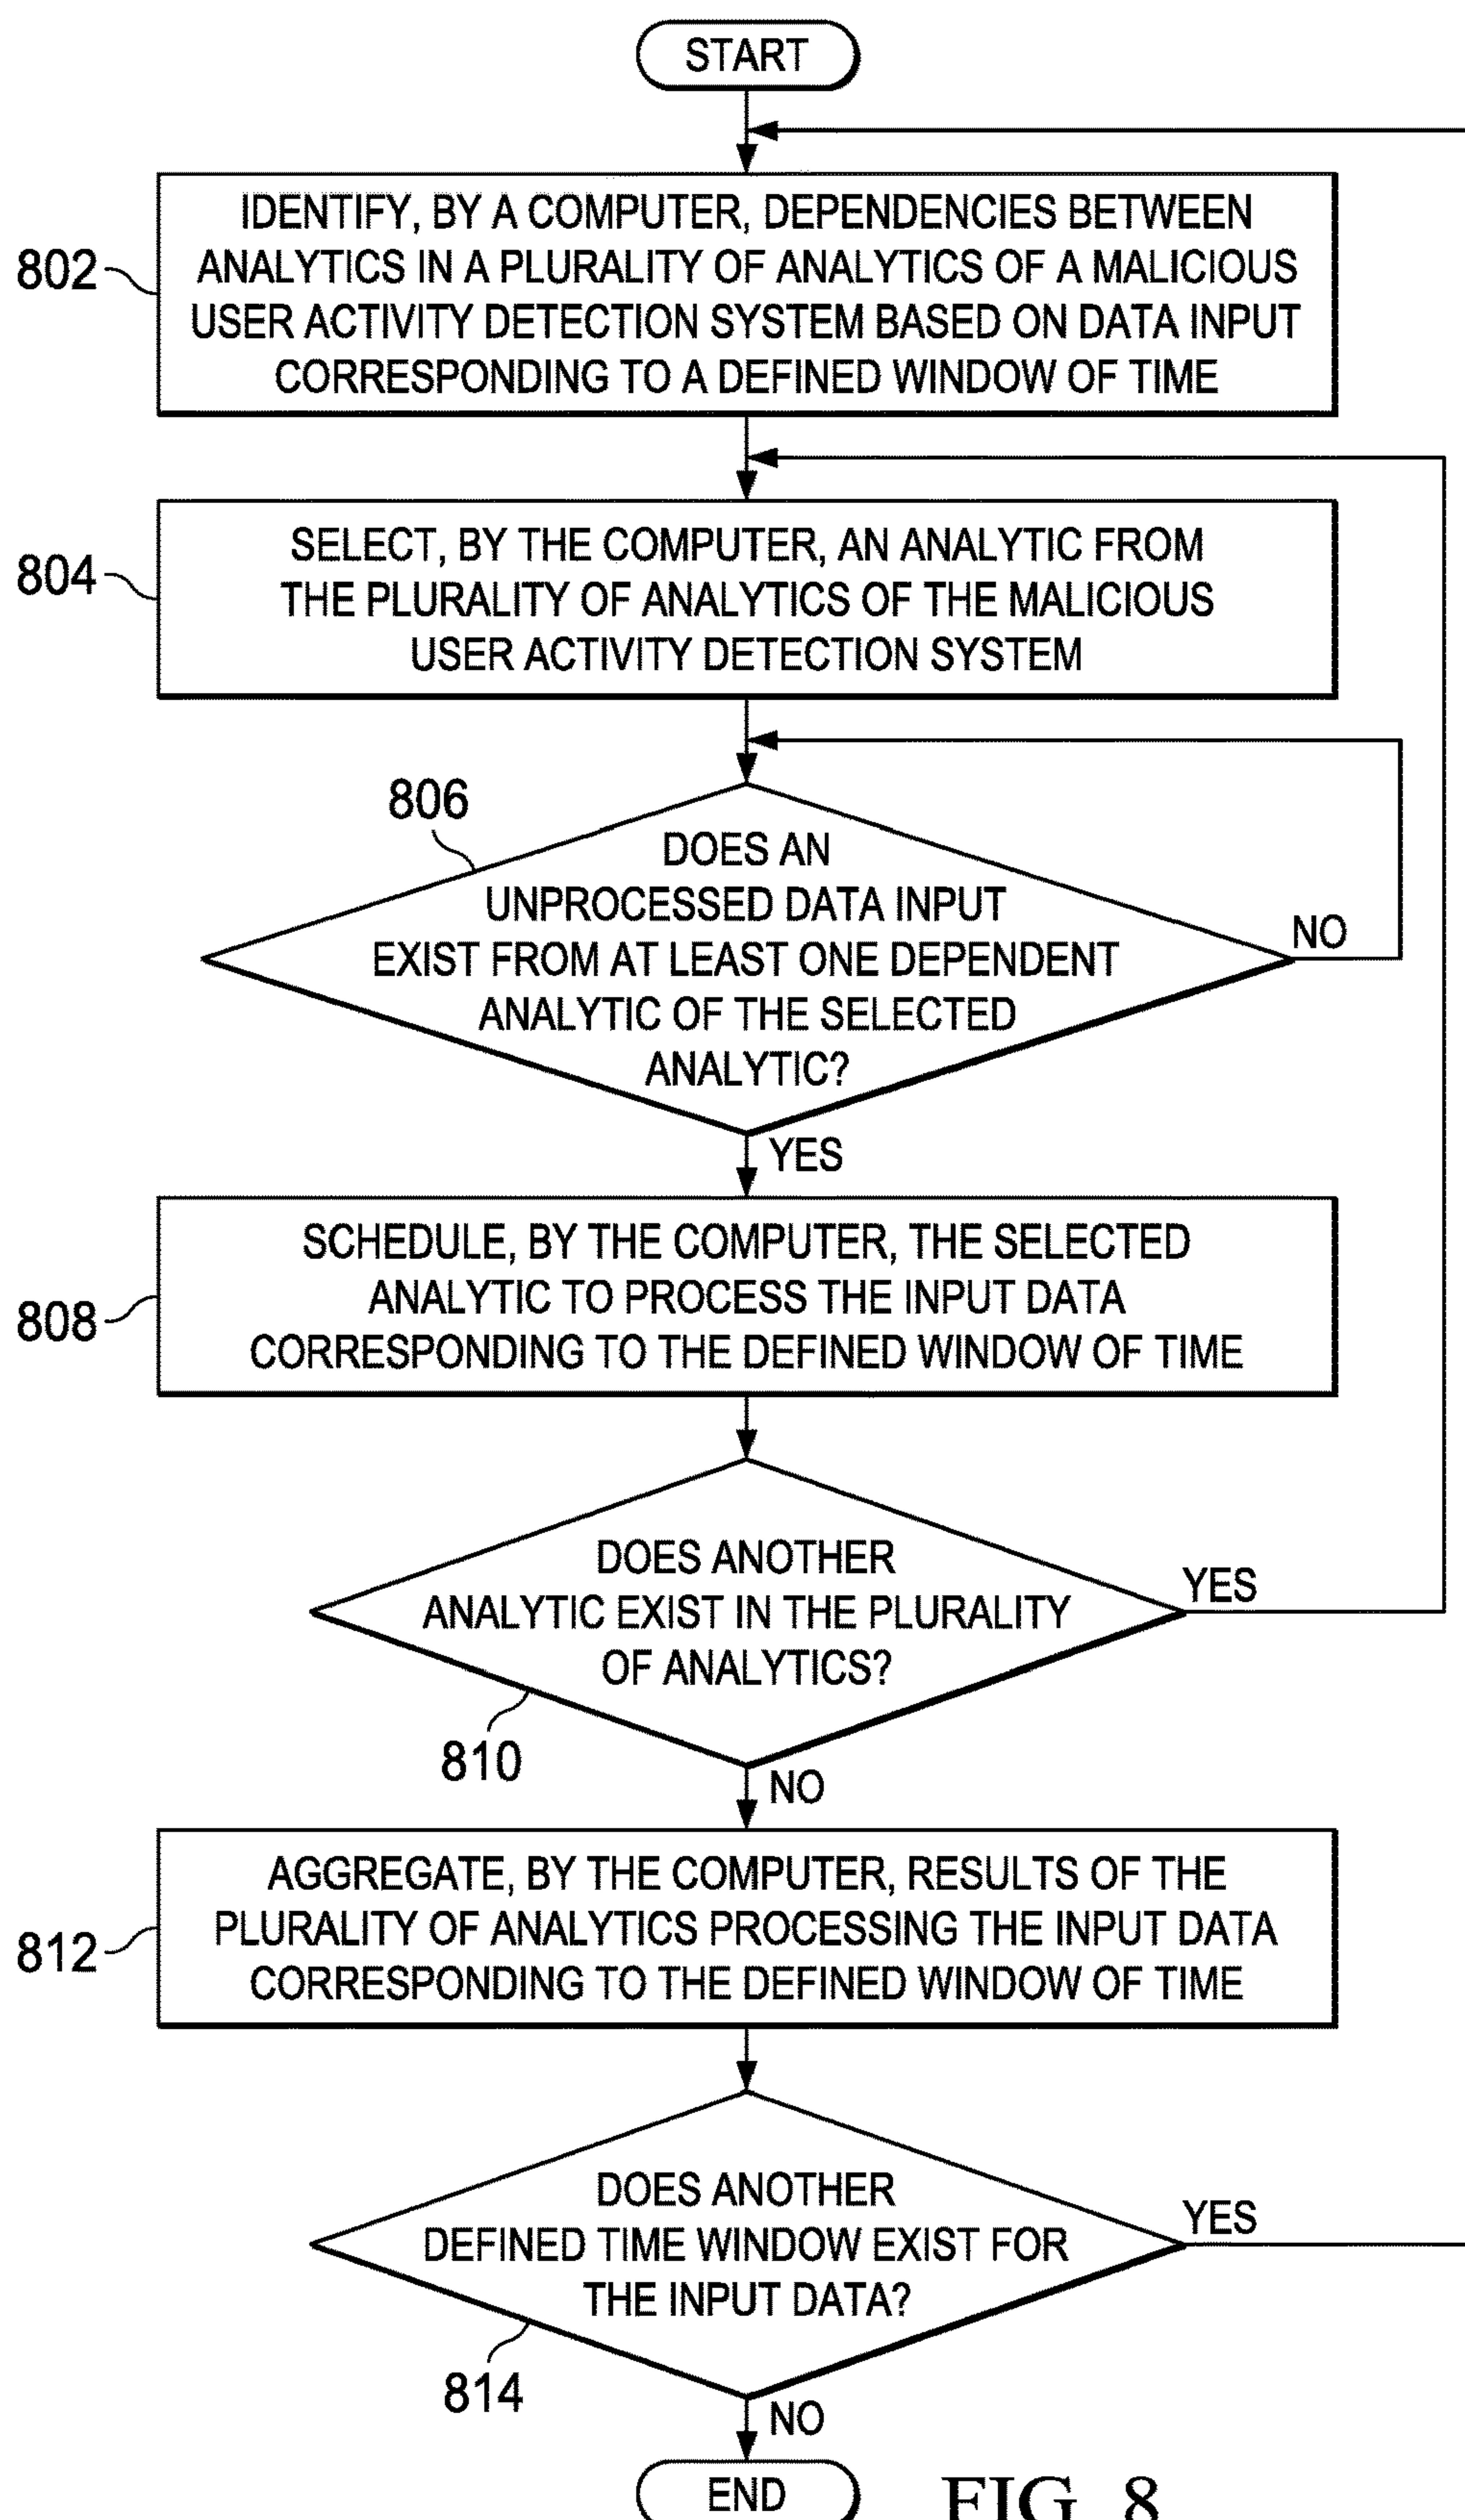 START
IDENTIFY, BY A COMPUTER, DEPENDENCIES BETWEEN
ANALYTICS IN A PLURALITY OF ANALYTICS OF A MALICIOUS
USER ACTIVITY DETECTION SYSTEM BASED ON DATA INPUT
CORRESPONDING TO A DEFINED WINDOW OF TIME
802
SELECT, BY THE COMPUTER, AN ANALYTIC FROM
THE PLURALITY OF ANALYTICS OF THE MALICIOUS
USER ACTIVITY DETECTION SYSTEM
804
806
DOES AN
UNPROCESSED DATA INPUT
EXIST FROM AT LEAST ONE DEPENDENT
ANALYTIC OF THE SELECTED
ANALYTIC?
NO
YES
SCHEDULE, BY THE COMPUTER, THE SELECTED
ANALYTIC TO PROCESS THE INPUT DATA
CORRESPONDING TO THE DEFINED WINDOW OF TIME
808
DOES ANOTHER
ANALYTIC EXIST IN THE PLURALITY
OF ANALYTICS?
YES
810
NO
AGGREGATE, BY THE COMPUTER, RESULTS OF THE
PLURALITY OF ANALYTICS PROCESSING THE INPUT DATA
CORRESPONDING TO THE DEFINED WINDOW OF TIME
812
DOES ANOTHER
DEFINED TIME WINDOW EXIST FOR
THE INPUT DATA?
YES
814
NO
END
FIG. 8